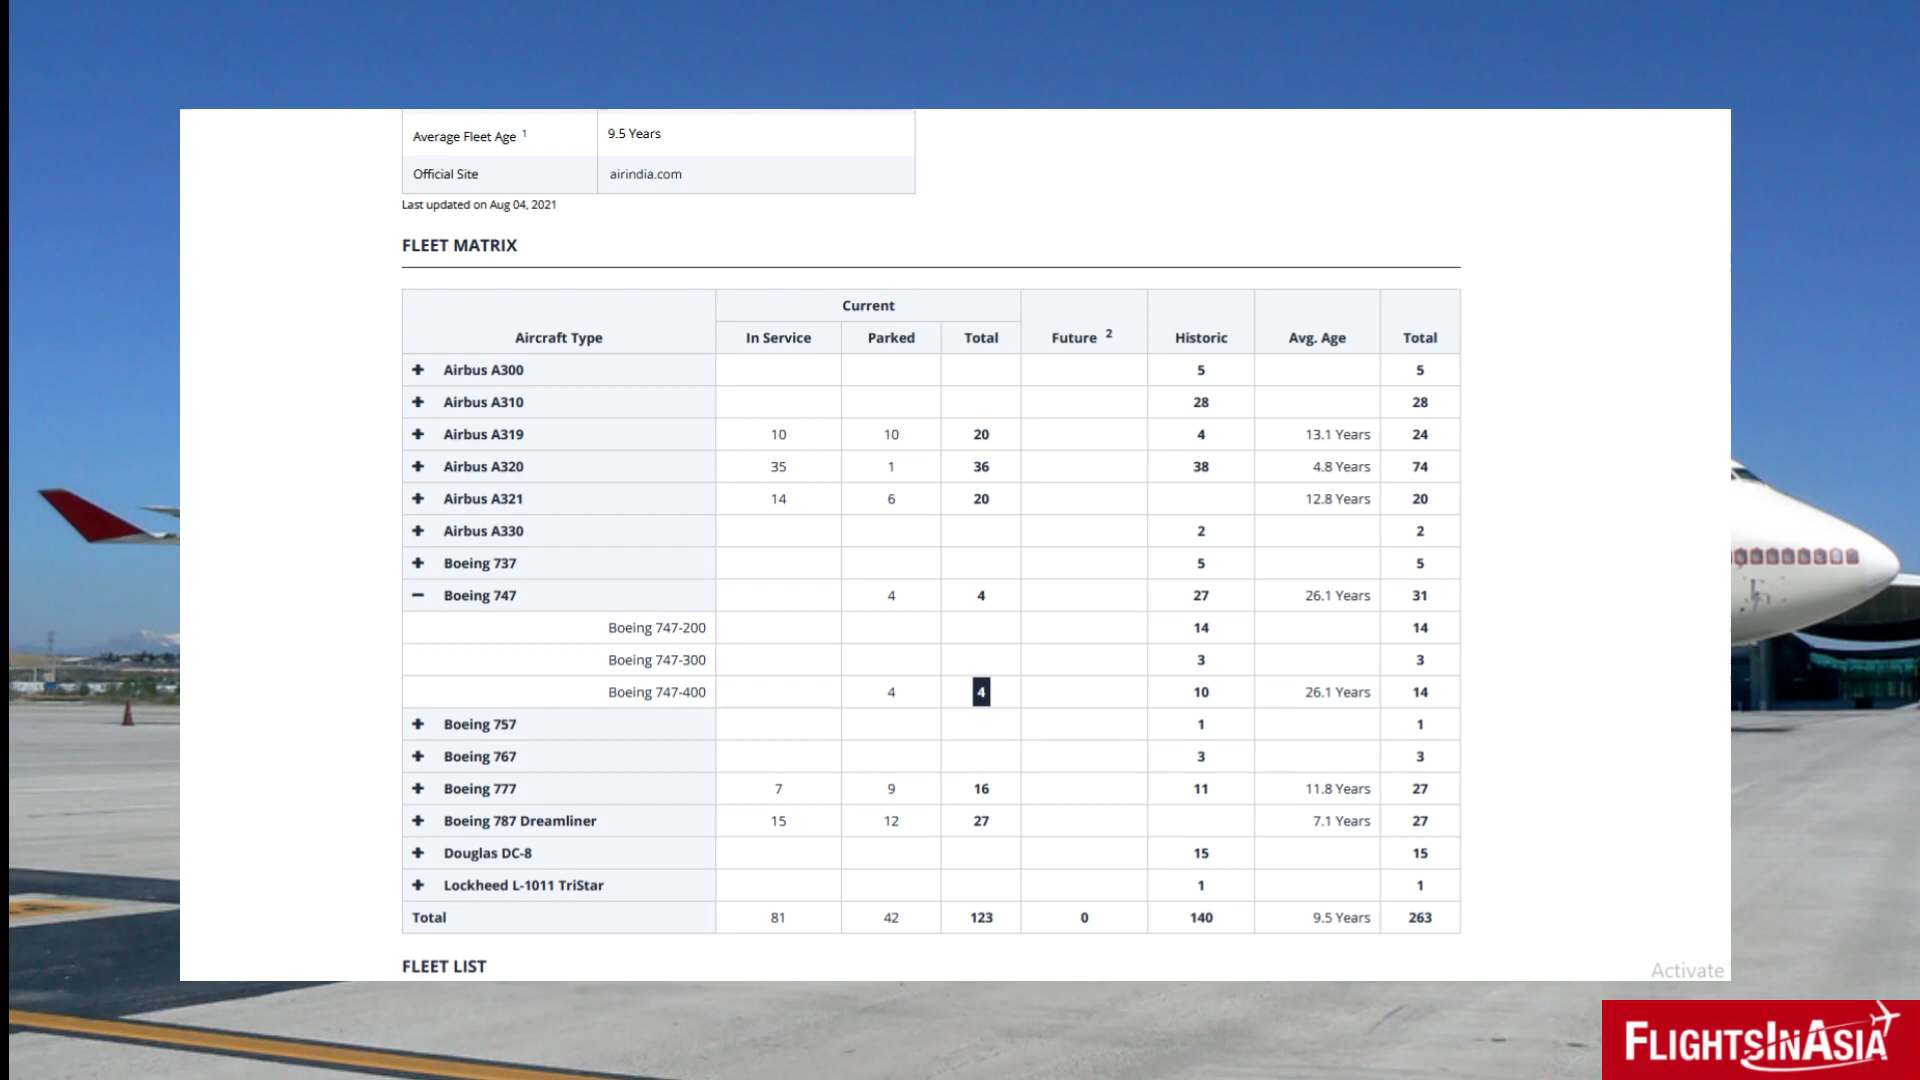 Average Fleet Age 1 9.5 Years
Official Site airindia.com
Last updated on Aug 04, 2021
FLEET MATRIX
Current
Aircraft Type In Service Parked Total Future 2 Historic Avg. Age Total
+ Airbus A300 5 5
+ Airbus A310 28 28
+ Airbus A319 10 10 20 4 13.1 Years 24
+ Airbus A320 35 1 36 38 4.8 Years 74
+ Airbus A321 14 6 20 12.8 Years 20
+ Airbus A330 2 2
+ Boeing 737 5 5
− Boeing 747 4 4 27 26.1 Years 31
Boeing 747-200 14 14
Boeing 747-300 3 3
Boeing 747-400 4 4 10 26.1 Years 14
+ Boeing 757 1 1
+ Boeing 767 3 3
+ Boeing 777 7 9 16 11 11.8 Years 27
+ Boeing 787 Dreamliner 15 12 27 7.1 Years 27
+ Douglas DC-8 15 15
+ Lockheed L-1011 TriStar 1 1
Total 81 42 123 0 140 9.5 Years 263
FLEET LIST
Activate
FLIGHTSINASIA